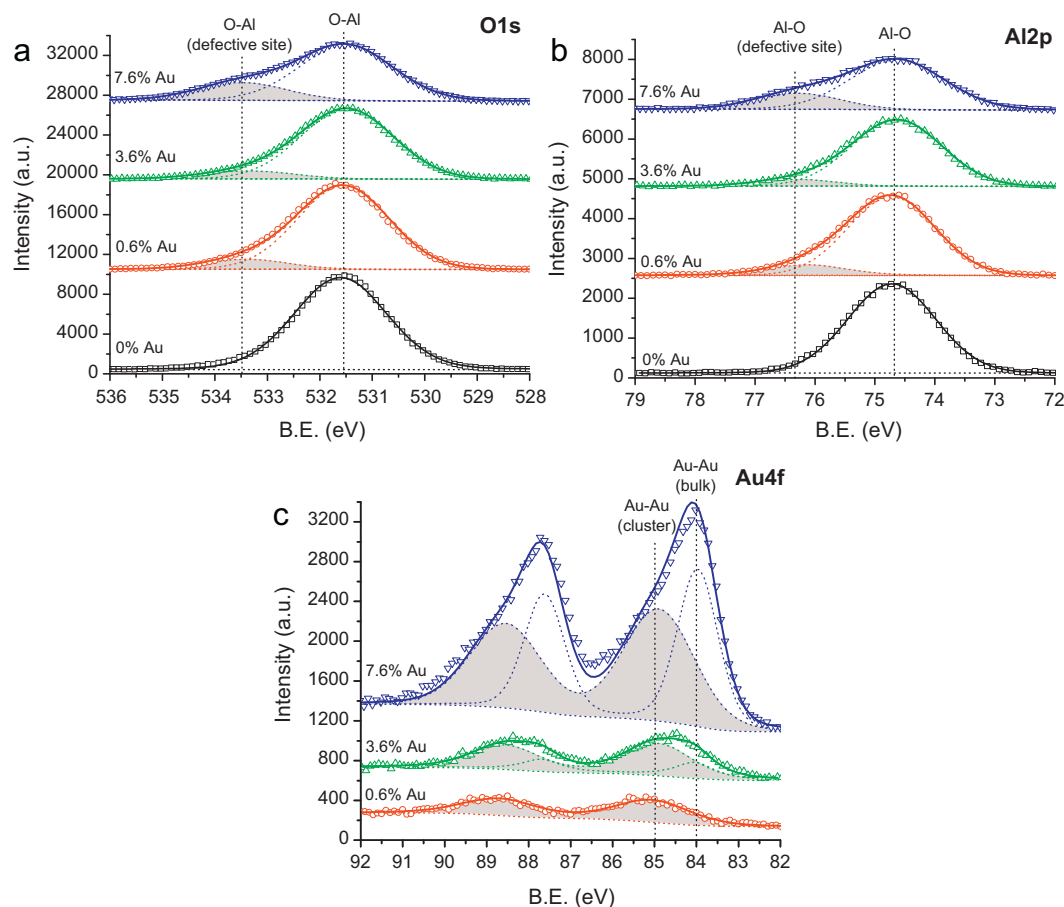 a
O-Al
(defective site)
O-Al
O1s
Intensity (a.u.)
32000
28000
24000
20000
16000
12000
8000
4000
0
7.6% Au
3.6% Au
0.6% Au
0% Au
536 535 534 533 532 531 530 529 528
B.E. (eV)
b
Al-O
(defective site)
Al-O
Al2p
Intensity (a.u.)
8000
7000
6000
5000
4000
3000
2000
1000
0
7.6% Au
3.6% Au
0.6% Au
0% Au
79 78 77 76 75 74 73 72
B.E. (eV)
c
Au-Au
(cluster)
Au-Au
(bulk)
Au4f
Intensity (a.u.)
3200
2800
2400
2000
1600
1200
800
400
0
7.6% Au
3.6% Au
0.6% Au
92 91 90 89 88 87 86 85 84 83 82
B.E. (eV)